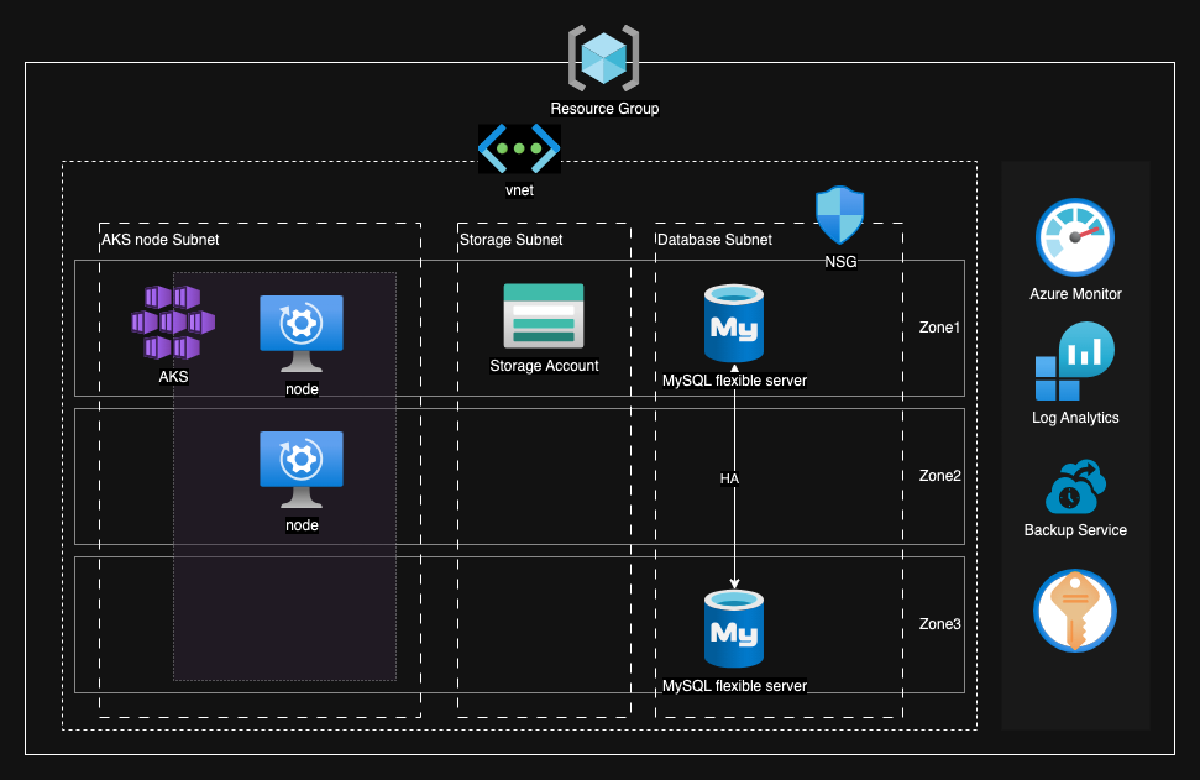 Resource Group
vnet
AKS node Subnet
Storage Subnet
Database Subnet
NSG
AKS
node
Storage Account
My
MySQL flexible server
Zone1
node
HA
Zone2
My
MySQL flexible server
Zone3
Azure Monitor
Log Analytics
Backup Service